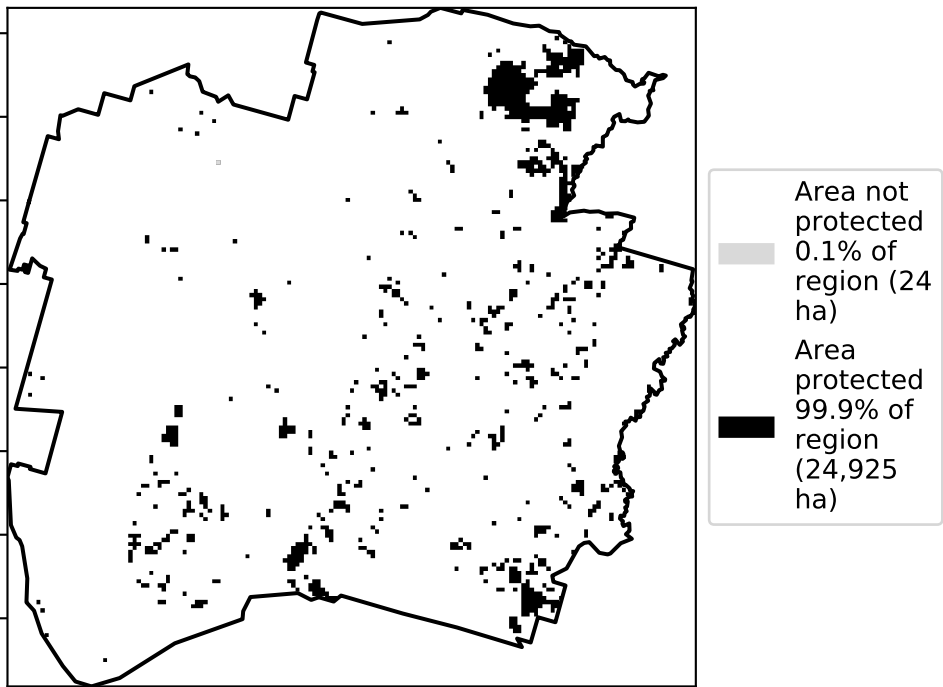 Area not
protected
0.1% of
region (24
ha)
Area
protected
99.9% of
region
(24,925
ha)